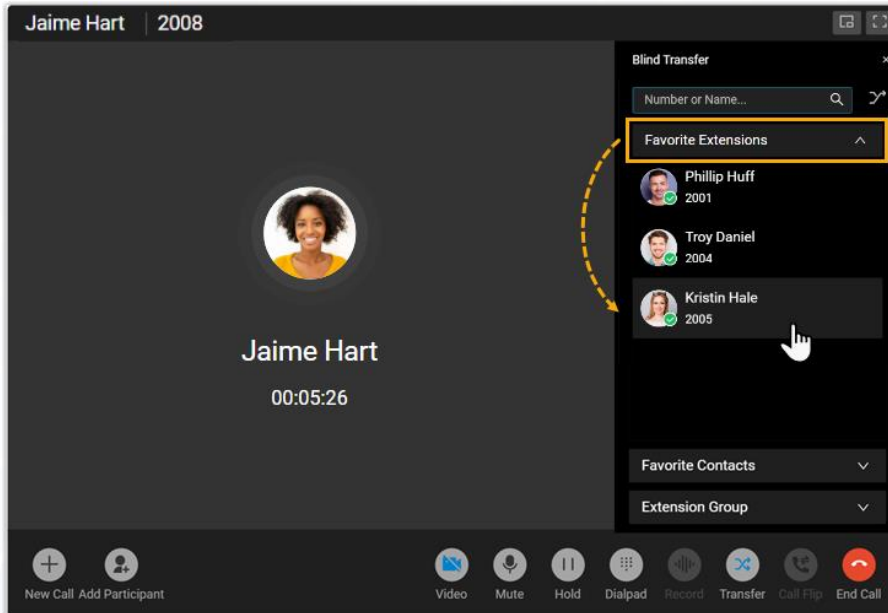 Jaime Hart 2008
Blind Transfer
Number or Name...
Favorite Extensions
Phillip Huff
2001
Troy Daniel
2004
Kristin Hale
2005
Jaime Hart
00:05:26
Favorite Contacts
Extension Group
New Call Add Participant Video Mute Hold Dialpad Record Transfer Call Flip End Call